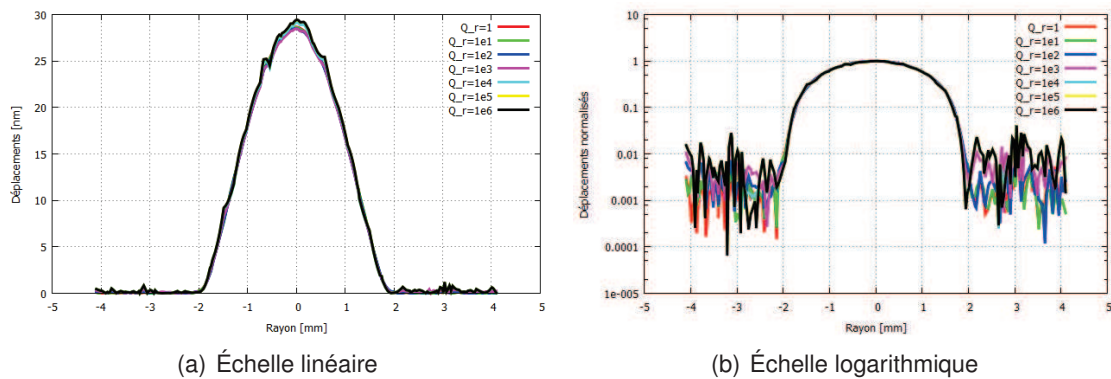 30
25
20
15
10
5
0
Déplacements [nm]
-5 -4 -3 -2 -1 0 1 2 3 4 5
Rayon [mm]
Q_r=1
Q_r=1e1
Q_r=1e2
Q_r=1e3
Q_r=1e4
Q_r=1e5
Q_r=1e6
(a) Échelle linéaire
10
1
0.1
0.01
0.001
0.0001
1e-005
Déplacements normalisés
-5 -4 -3 -2 -1 0 1 2 3 4 5
Rayon [mm]
Q_r=1
Q_r=1e1
Q_r=1e2
Q_r=1e3
Q_r=1e4
Q_r=1e5
Q_r=1e6
(b) Échelle logarithmique